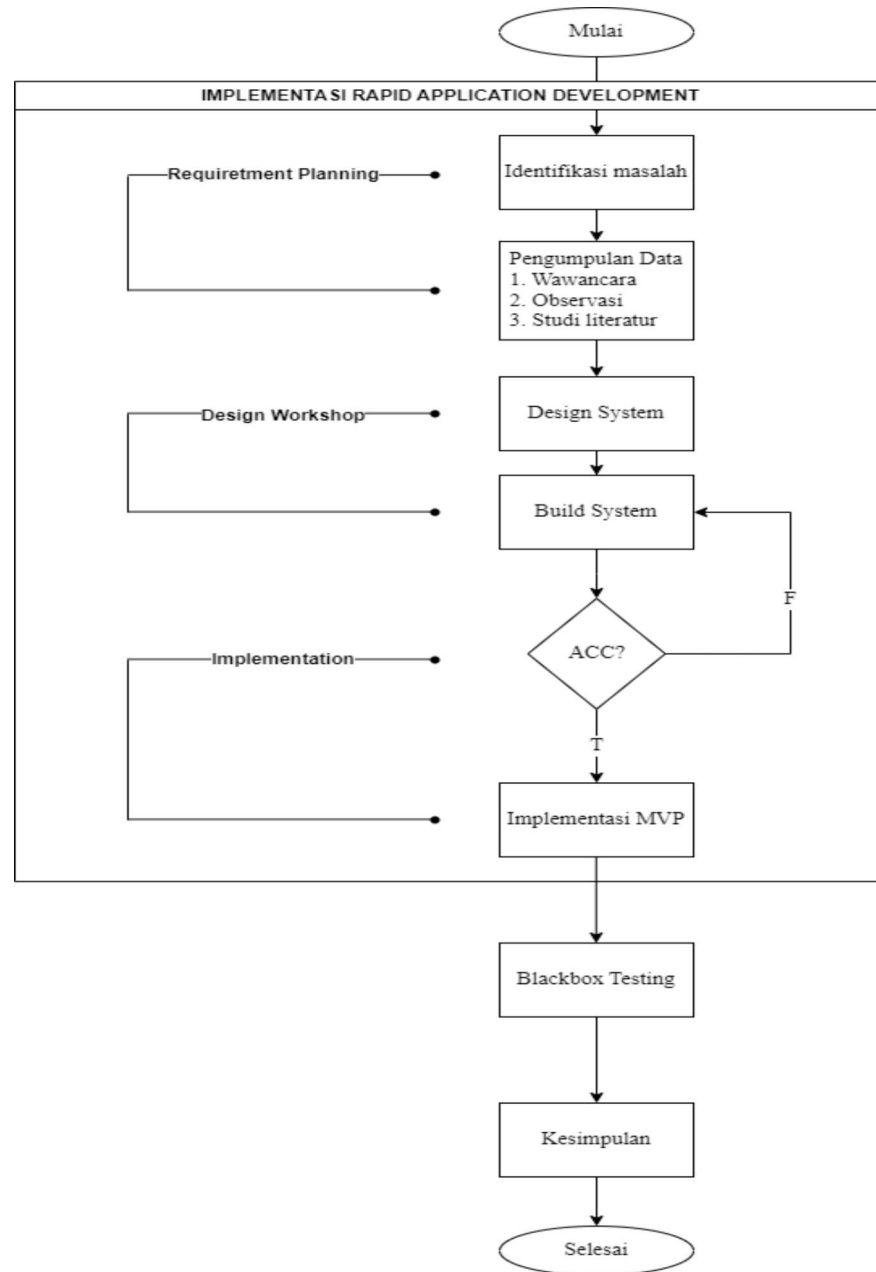 Mulai
IMPLEMENTASI RAPID APPLICATION DEVELOPMENT
Requiretment Planning
Identifikasi masalah
Pengumpulan Data
1. Wawancara
2. Observasi
3. Studi literatur
Design Workshop
Design System
Build System
F
Implementation
ACC?
T
Implementasi MVP
Blackbox Testing
Kesimpulan
Selesai